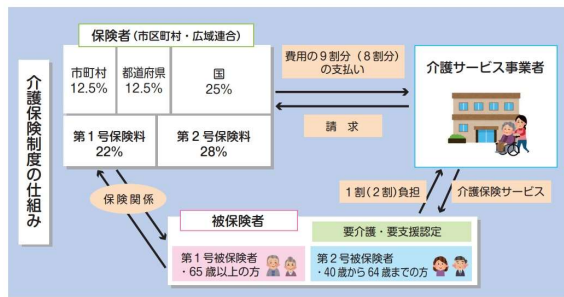 介護保険制度の仕組み
保険者（市区町村・広域連合）
市町村
12.5%
都道府県
12.5%
国
25%
第1号保険料
22%
第2号保険料
28%
費用の9割分（8割分）
の支払い
請 求
介護サービス事業者
保険関係
1割（2割）負担
介護保険サービス
被保険者
要介護・要支援認定
第1号被保険者
・65歳以上の方
第2号被保険者
・40歳から64歳までの方